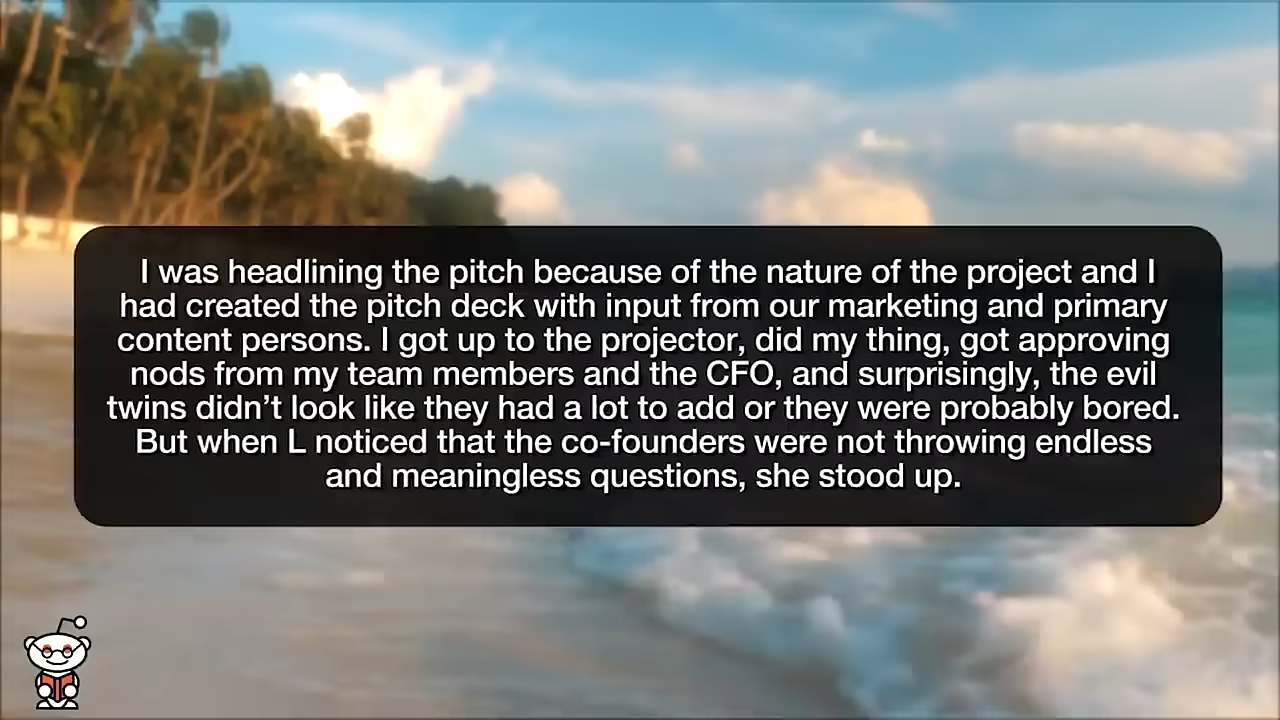 I was headlining the pitch because of the nature of the project and I
had created the pitch deck with input from our marketing and primary
content persons. I got up to the projector, did my thing, got approving
nods from my team members and the CFO, and surprisingly, the evil
twins didn’t look like they had a lot to add or they were probably bored.
But when L noticed that the co-founders were not throwing endless
and meaningless questions, she stood up.